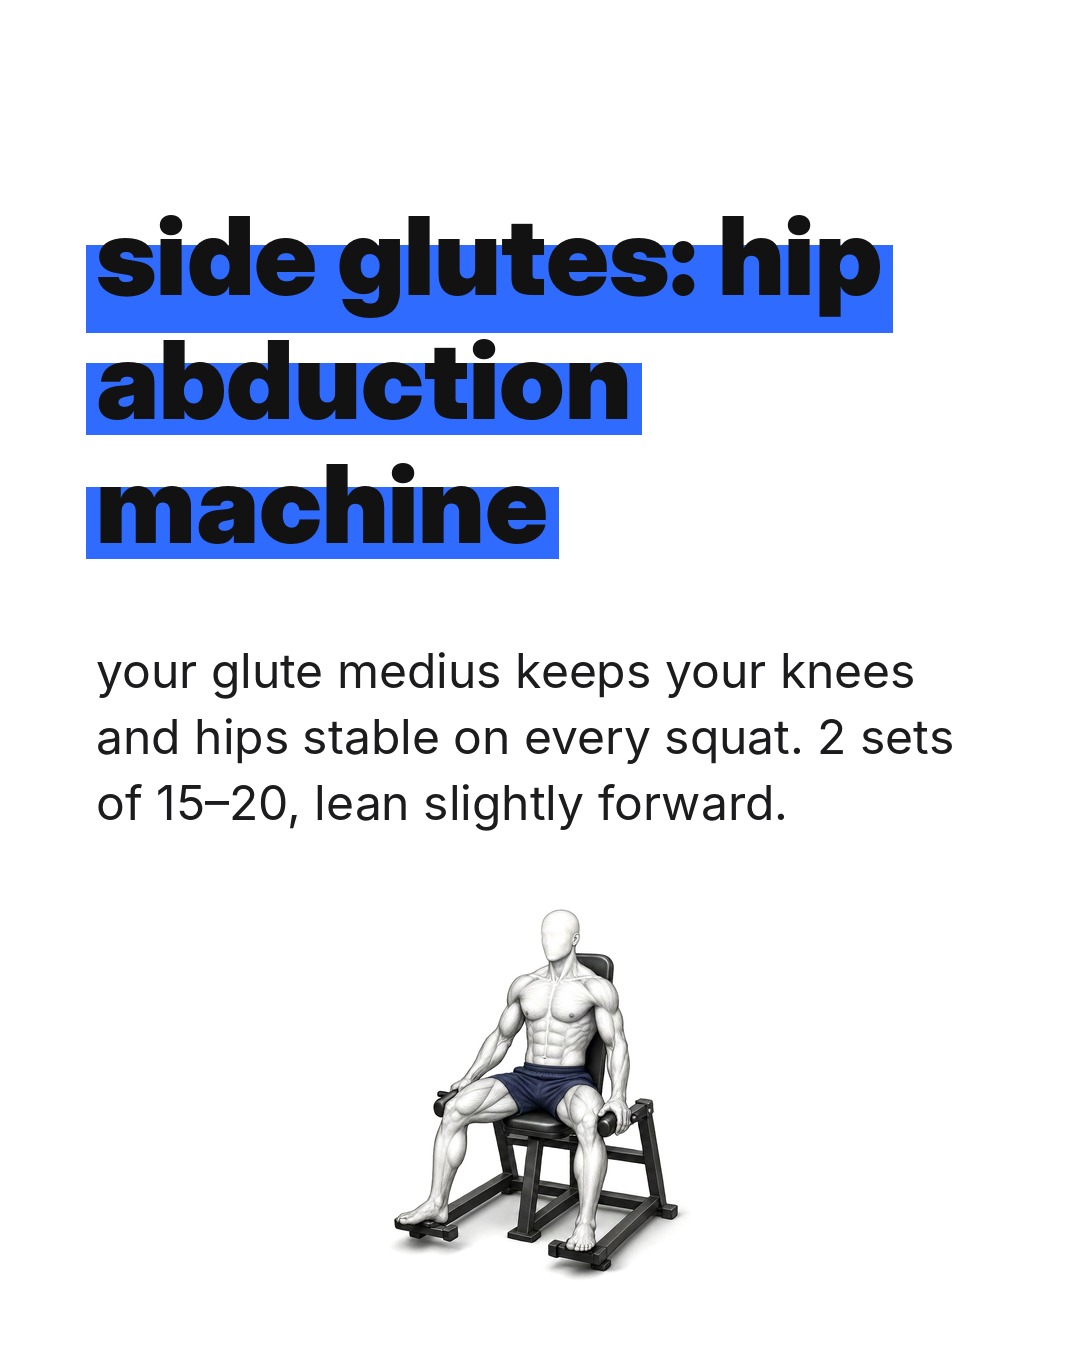 side glutes: hip
abduction
machine
your glute medius keeps your knees
and hips stable on every squat. 2 sets
of 15–20, lean slightly forward.